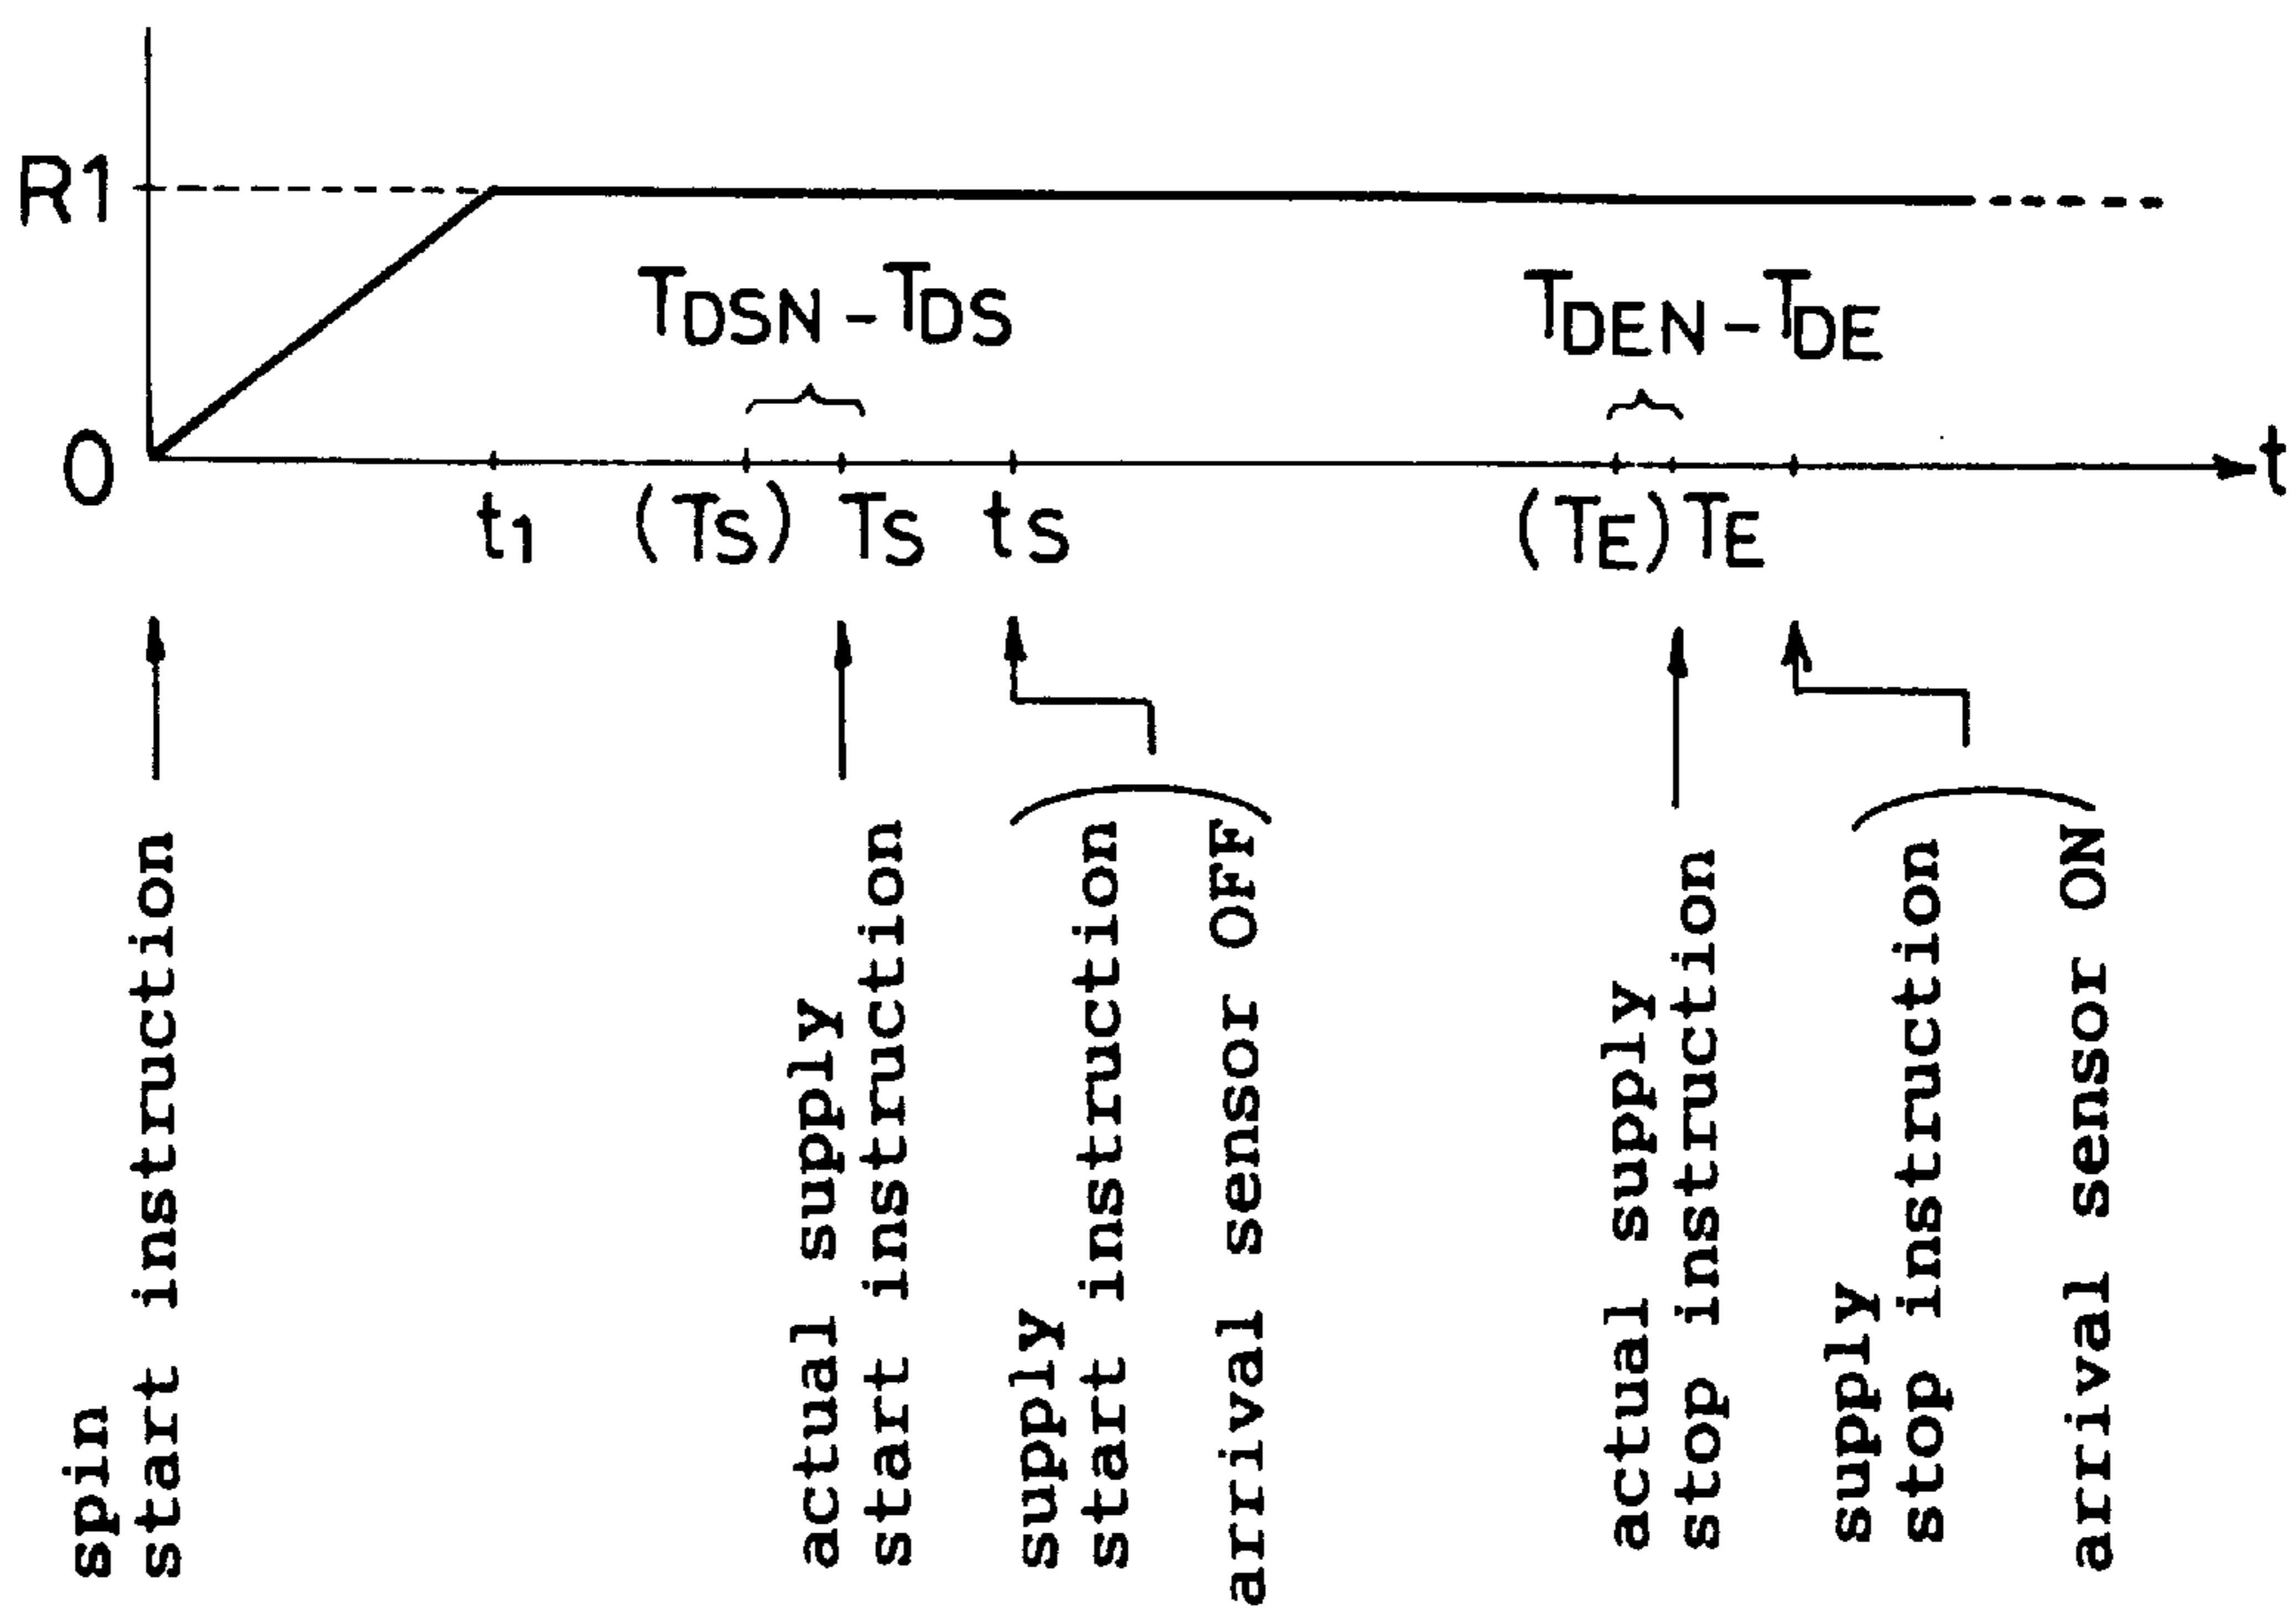 R1
TDSN - TDS
TDEN - TDE
0
t
t1
(TS)
TS
tS
(TE)
TE
spin
start instruction
actual supply
start instruction
supply
start instruction
arrival sensor OFF
actual supply
stop instruction
supply
stop instruction
arrival sensor ON